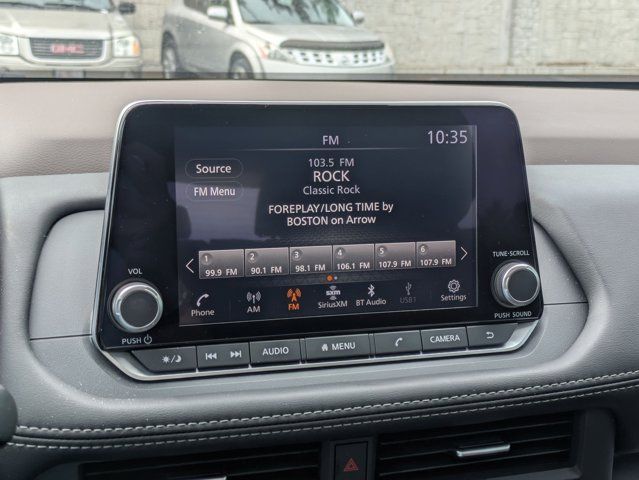 GMC
FM
10:35
Source
103.5 FM
FM Menu
ROCK
Classic Rock
FOREPLAY/LONG TIME by
BOSTON on Arrow
1 2 3 4 5 6
99.9 FM 90.1 FM 98.1 FM 106.1 FM 107.9 FM 107.9 FM
Phone AM FM SiriusXM BT Audio USB1 Settings
VOL
TUNE·SCROLL
PUSH
PUSH SOUND
AUDIO MENU CAMERA